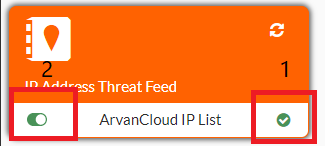 2
1
IP Address Threat Feed
ArvanCloud IP List